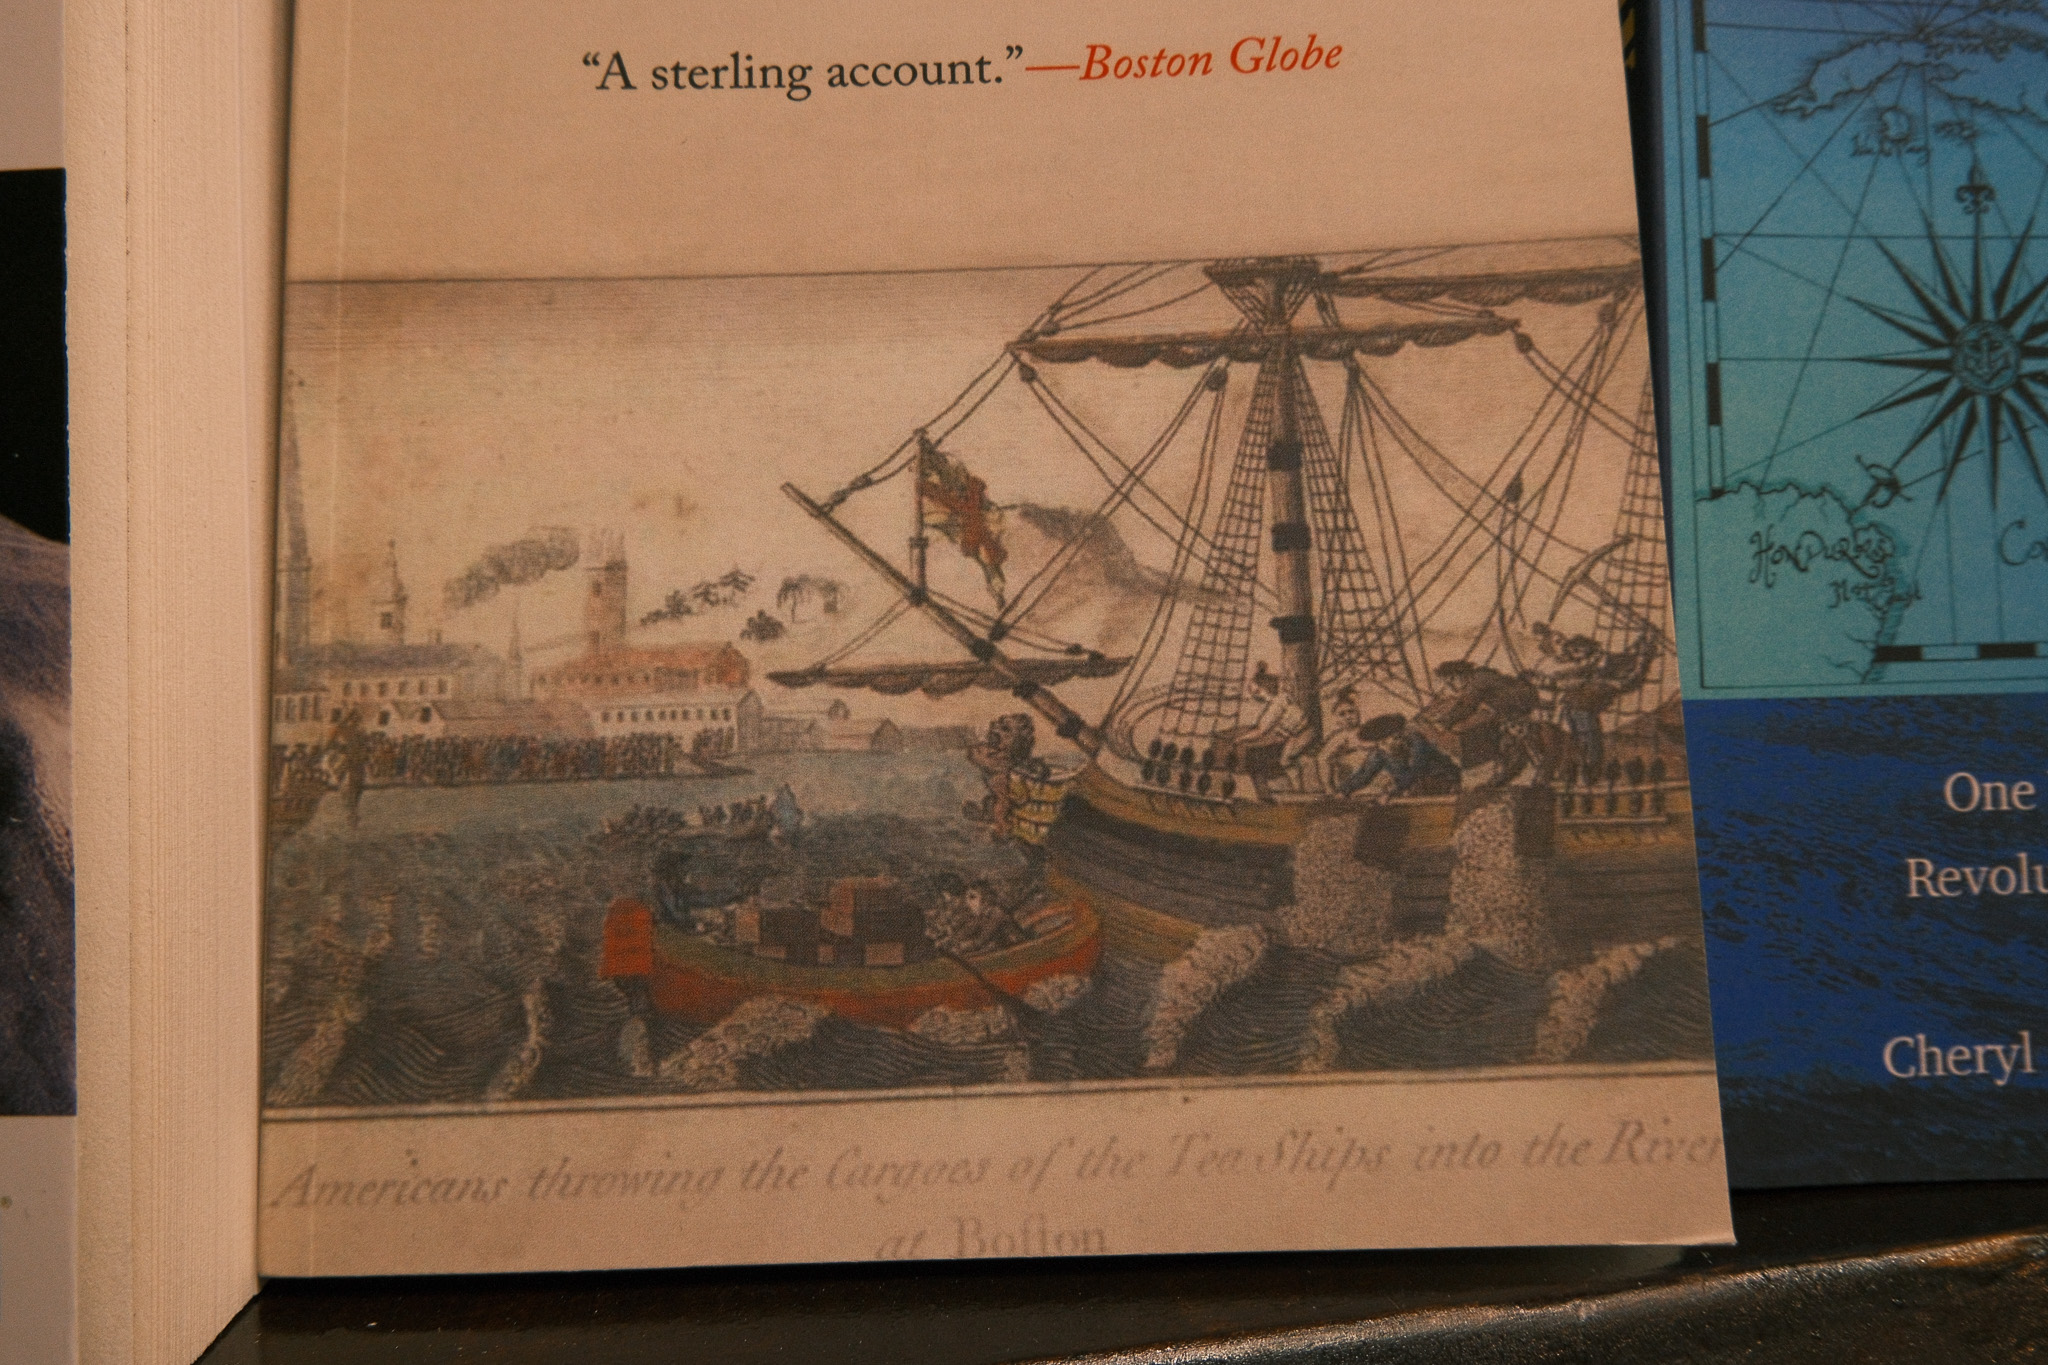 “A sterling account.”—Boston Globe
Americans throwing the Cargoes of the Tea Ships into the River
at Boſton
HONDURAS
One
Revolu
Cheryl